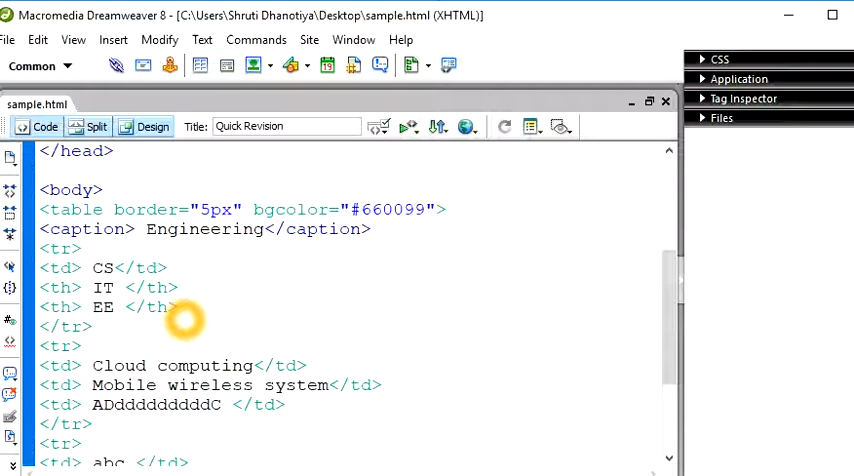 Macromedia Dreamweaver 8 - [C:\Users\Shruti Dhanotiya\Desktop\sample.html (XHTML)]
File Edit View Insert Modify Text Commands Site Window Help
Common
CSS
Application
Tag Inspector
Files
sample.html
Code Split Design Title: Quick Revision
</head>
<body>
<table border="5px" bgcolor="#660099">
<caption> Engineering</caption>
<tr>
<td> CS</td>
<th> IT </th>
<th> EE </th>
</tr>
<tr>
<td> Cloud computing</td>
<td> Mobile wireless system</td>
<td> ADdddddddddC </td>
</tr>
<tr>
<td> abc </td>